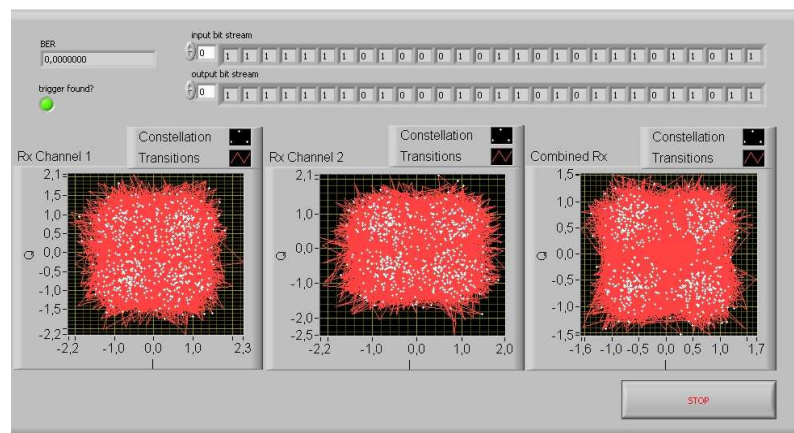 BER
0,0000000
trigger found?
input bit stream
0 1 1 1 1 1 1 0 1 0 0 1 0 1 1 0 1 0 0 1 0 1 1 0 1 1
output bit stream
0 1 1 1 1 1 1 0 1 0 0 1 0 1 1 0 1 0 0 1 0 1 1 0 1 1
Rx Channel 1
Constellation
Transitions
Q
2,1
1,5
1,0
0,5
0,0
-0,5
-1,0
-1,5
-2,2
-2,2 -1,0 0,0 1,0 2,3
I
Rx Channel 2
Constellation
Transitions
Q
2,1
1,0
0,0
-1,0
-2,0
-2,5
-2,2 -1,0 0,0 1,0 2,0
I
Combined Rx
Constellation
Transitions
Q
1,5
1,0
0,5
0,0
-0,5
-1,0
-1,5
-1,6 -1,0 -0,5 0,0 0,5 1,0 1,7
I
STOP